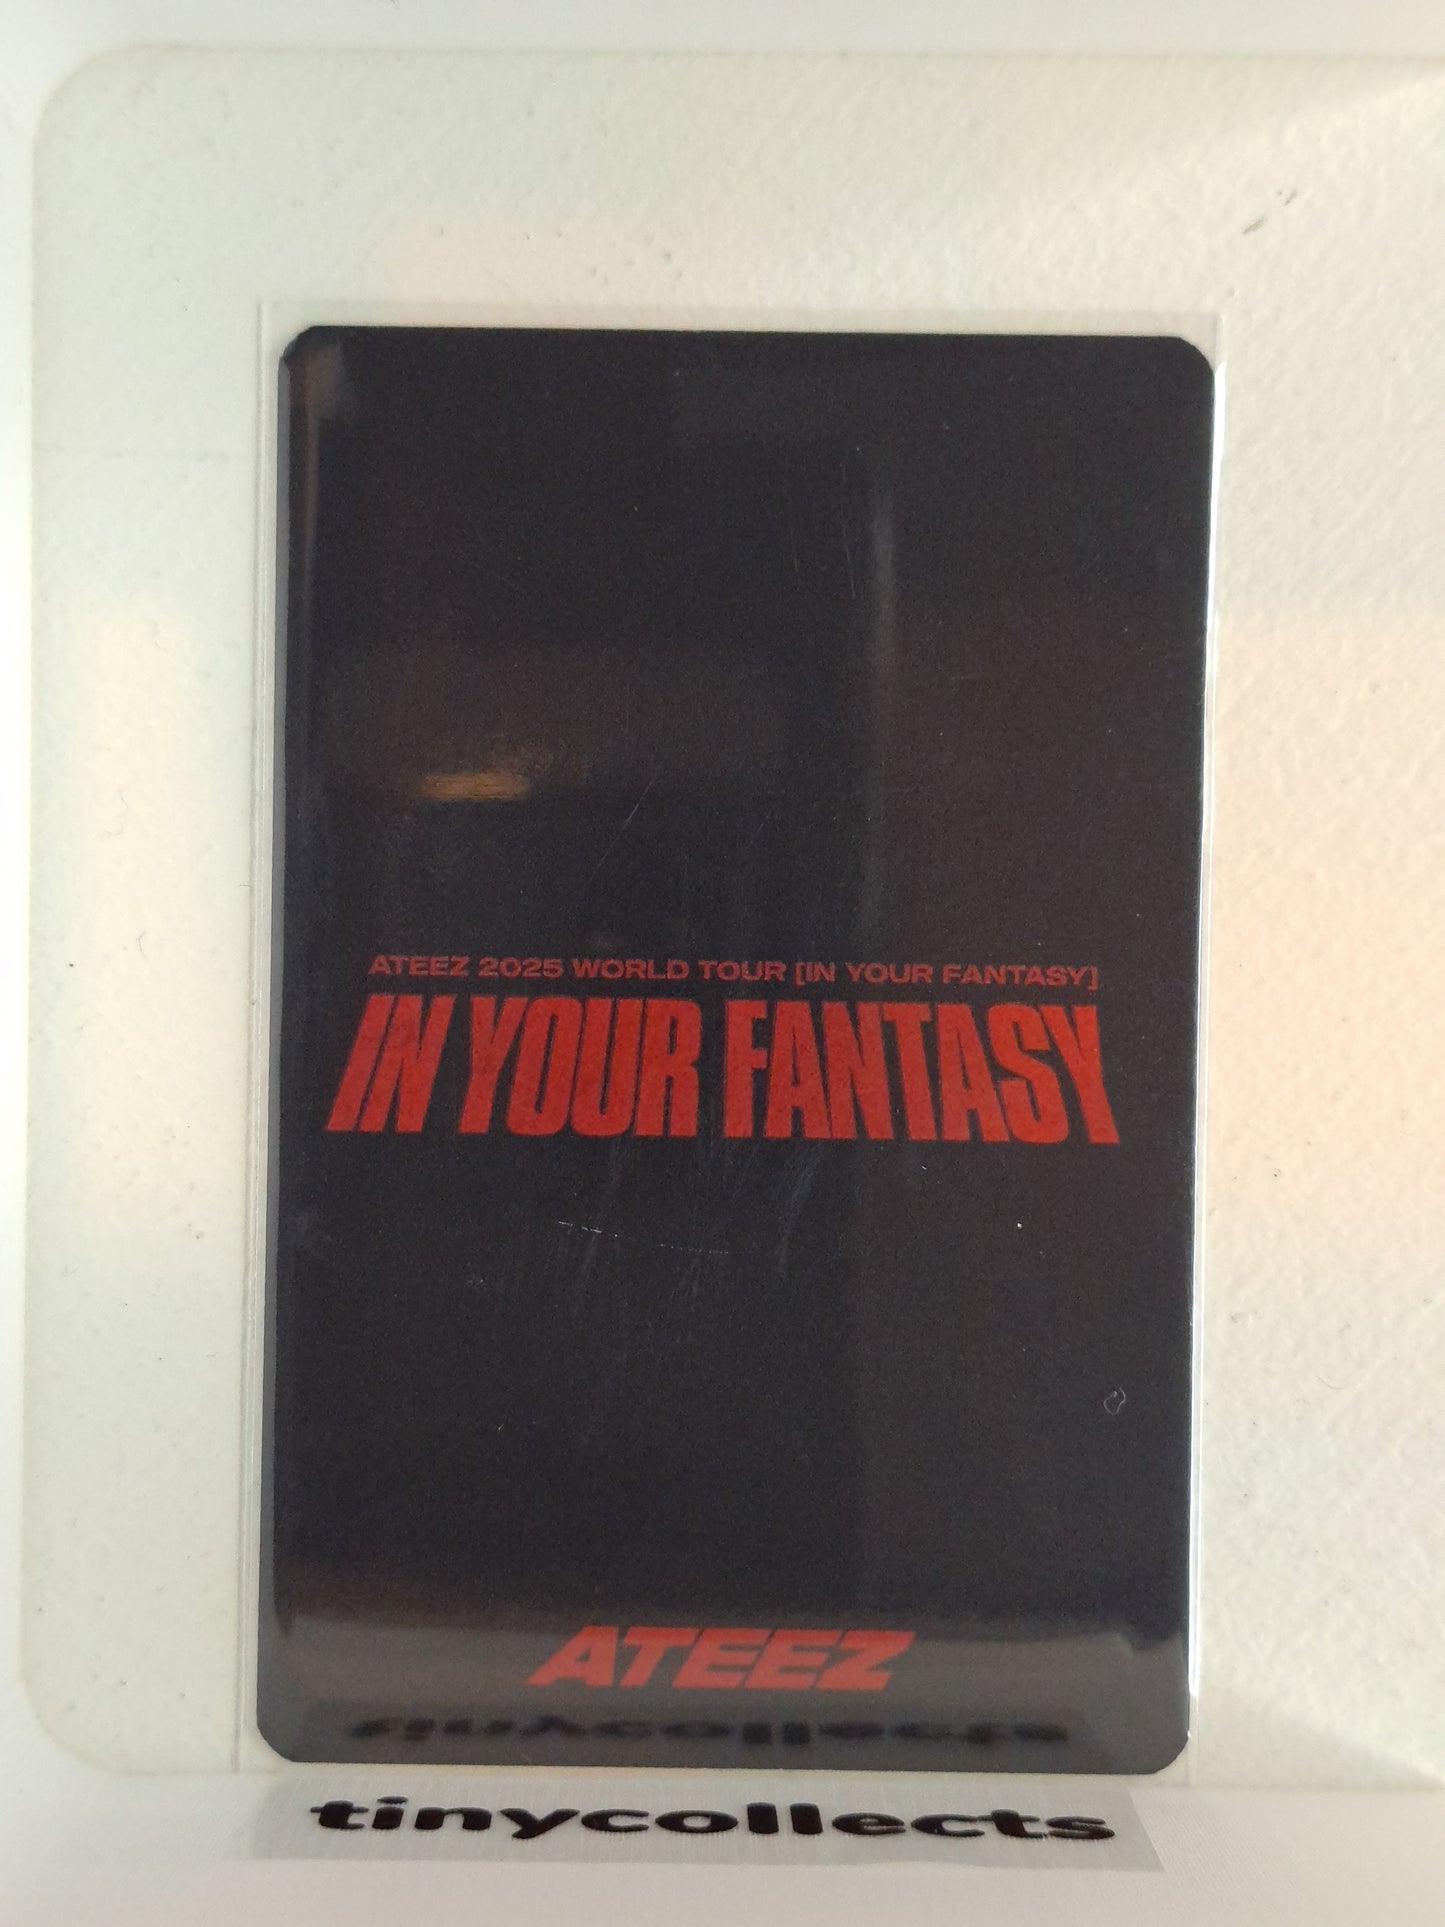 ATEEZ 2025 WORLD TOUR [IN YOUR FANTASY]
IN YOUR FANTASY
ATEEZ
tinycollects